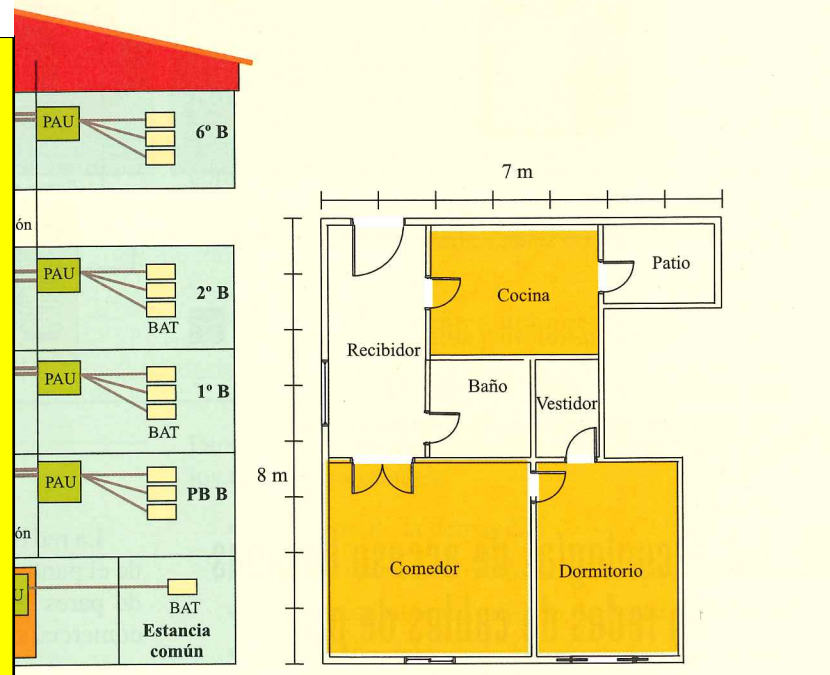 PAU
6º B
ón
PAU
2º B
BAT
PAU
1º B
BAT
PAU
PB B
ón
U
BAT
Estancia
común
7 m
8 m
Patio
Cocina
Recibidor
Baño
Vestidor
Comedor
Dormitorio